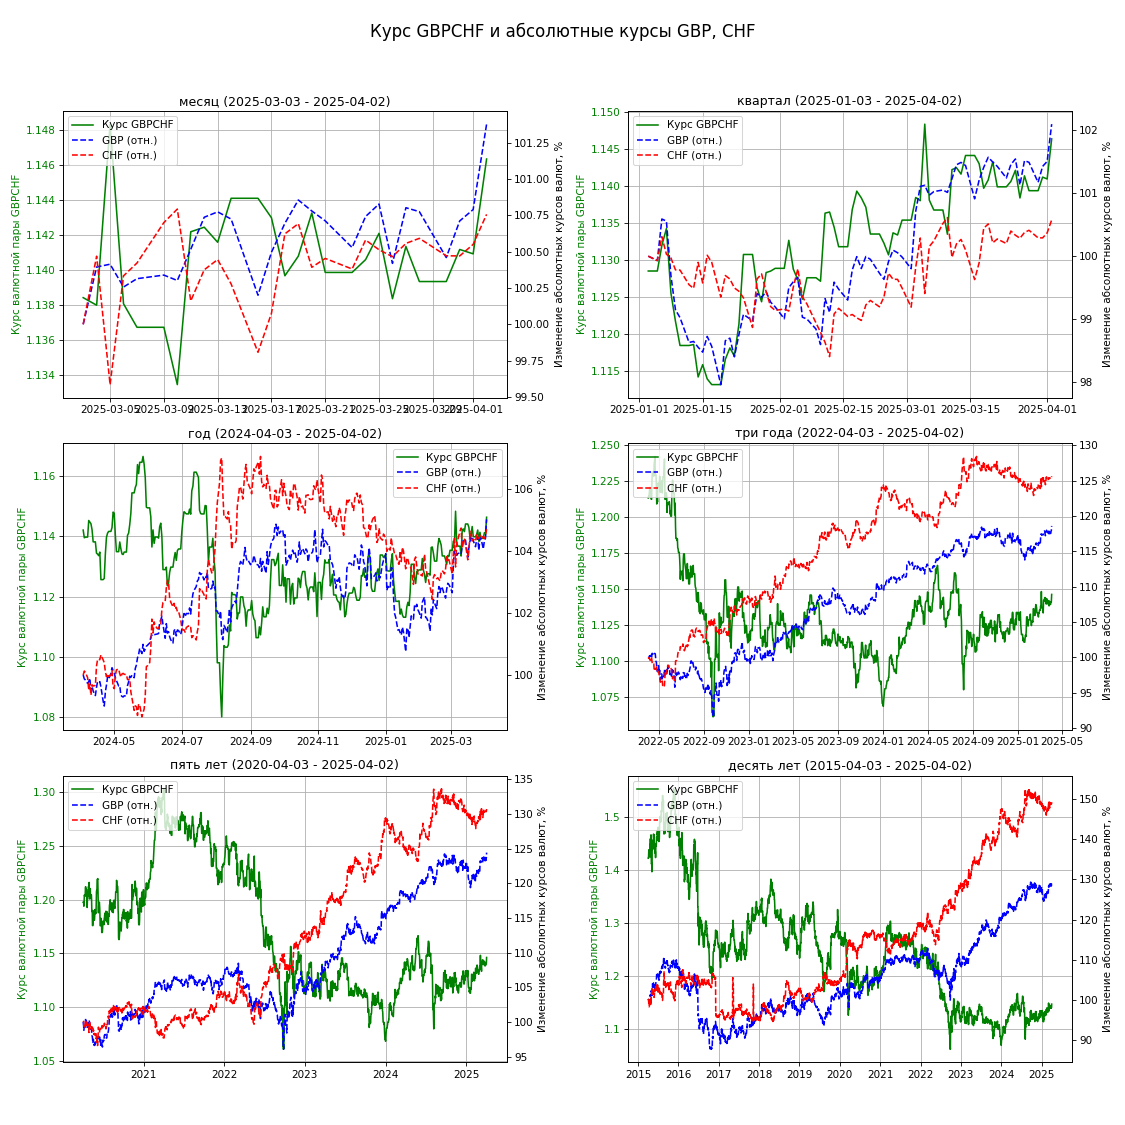 Курс GBPCHF и абсолютные курсы GBP, CHF
месяц (2025-03-03 - 2025-04-02)
Курс GBPCHF
GBP (отн.)
CHF (отн.)
Курс валютной пары GBPCHF
1.148
1.146
1.144
1.142
1.140
1.138
1.136
1.134
101.25
101.00
100.75
100.50
100.25
100.00
99.75
99.50
Изменение абсолютных курсов валют, %
2025-03-05 2025-03-09 2025-03-13 2025-03-17 2025-03-21 2025-03-25 2025-03-29 2025-04-01
квартал (2025-01-03 - 2025-04-02)
Курс GBPCHF
GBP (отн.)
CHF (отн.)
Курс валютной пары GBPCHF
1.150
1.145
1.140
1.135
1.130
1.125
1.120
1.115
102
101
100
99
98
Изменение абсолютных курсов валют, %
2025-01-01 2025-01-15 2025-02-01 2025-02-15 2025-03-01 2025-03-15 2025-04-01
год (2024-04-03 - 2025-04-02)
Курс GBPCHF
GBP (отн.)
CHF (отн.)
Курс валютной пары GBPCHF
1.16
1.14
1.12
1.10
1.08
106
104
102
100
Изменение абсолютных курсов валют, %
2024-05 2024-07 2024-09 2024-11 2025-01 2025-03
три года (2022-04-03 - 2025-04-02)
Курс GBPCHF
GBP (отн.)
CHF (отн.)
Курс валютной пары GBPCHF
1.250
1.225
1.200
1.175
1.150
1.125
1.100
1.075
130
125
120
115
110
105
100
95
90
Изменение абсолютных курсов валют, %
2022-05 2022-09 2023-01 2023-05 2023-09 2024-01 2024-05 2024-09 2025-01 2025-05
пять лет (2020-04-03 - 2025-04-02)
Курс GBPCHF
GBP (отн.)
CHF (отн.)
Курс валютной пары GBPCHF
1.30
1.25
1.20
1.15
1.10
1.05
135
130
125
120
115
110
105
100
95
Изменение абсолютных курсов валют, %
2021 2022 2023 2024 2025
десять лет (2015-04-03 - 2025-04-02)
Курс GBPCHF
GBP (отн.)
CHF (отн.)
Курс валютной пары GBPCHF
1.5
1.4
1.3
1.2
1.1
150
140
130
120
110
100
90
Изменение абсолютных курсов валют, %
2015 2016 2017 2018 2019 2020 2021 2022 2023 2024 2025